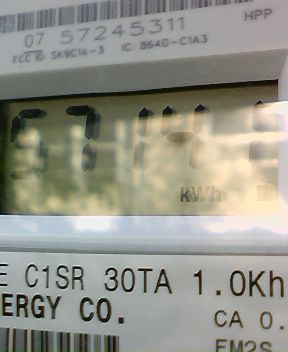 HPP
07 57245311
FCC ID: SK9C1A-3 IC: 864G-C1A3
kWh
E C1SR 30TA 1.0Kh
ERGY CO.
CA 0.
FM2S